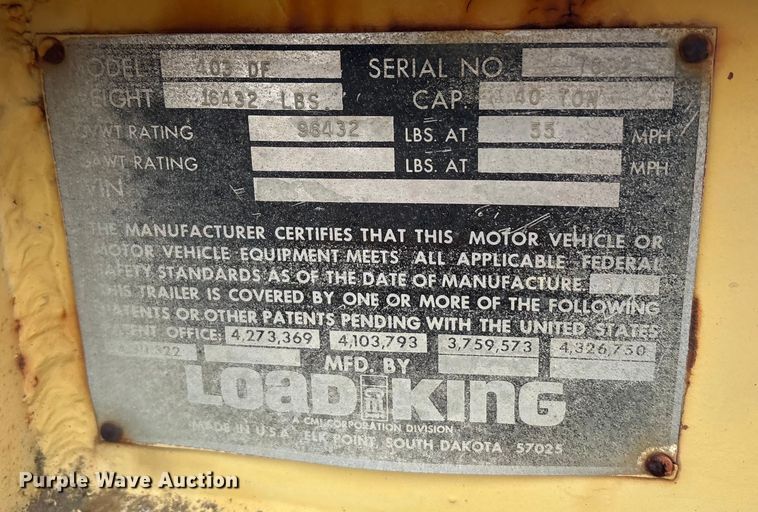 MODEL 403 DF SERIAL NO.
WEIGHT 16432 LBS. CAP. 40 TON
GVWT RATING 96432 LBS. AT 55 MPH
GAWT RATING LBS. AT MPH
VIN
THE MANUFACTURER CERTIFIES THAT THIS MOTOR VEHICLE OR
MOTOR VEHICLE EQUIPMENT MEETS ALL APPLICABLE FEDERAL
SAFETY STANDARDS AS OF THE DATE OF MANUFACTURE
THIS TRAILER IS COVERED BY ONE OR MORE OF THE FOLLOWING
PATENTS OR OTHER PATENTS PENDING WITH THE UNITED STATES
PATENT OFFICE: 4,273,369 4,103,793 3,759,573 4,326,750
MFD. BY
LOAD KING
A CMI CORPORATION DIVISION
MADE IN U.S.A. ELK POINT, SOUTH DAKOTA 57025
Purple Wave Auction